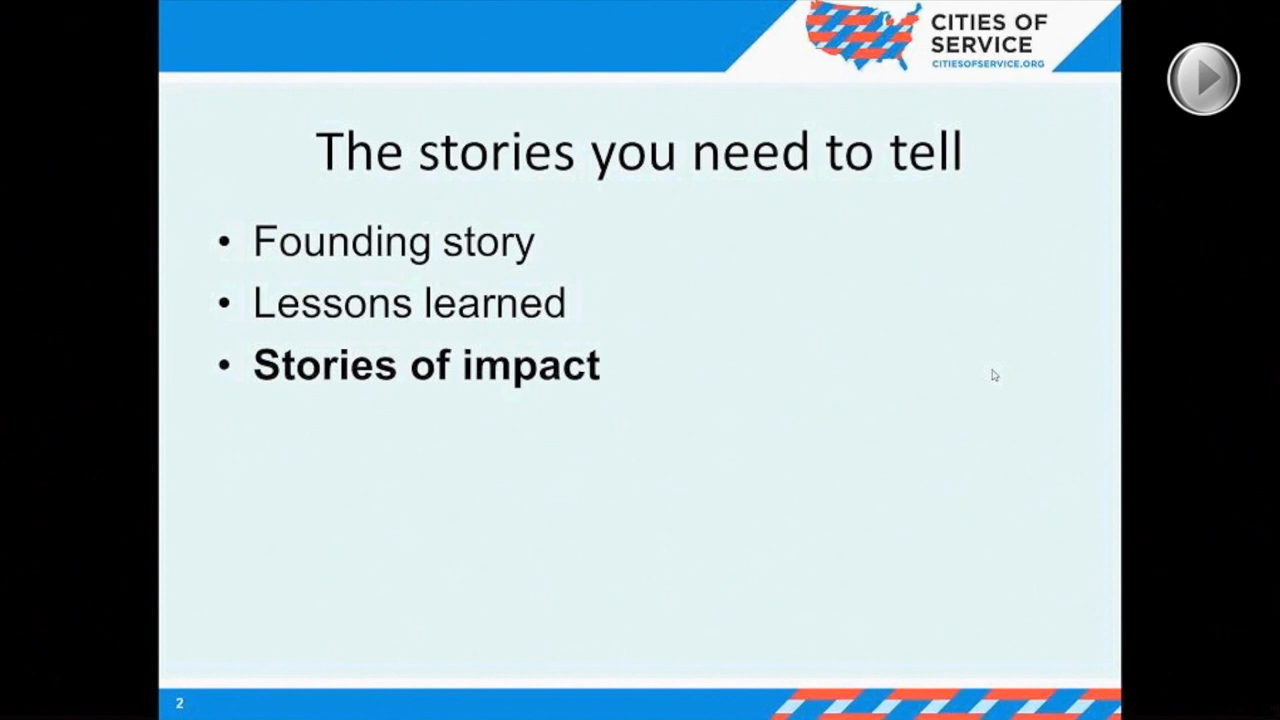 CITIES OF
SERVICE
CITIESOFSERVICE.ORG
The stories you need to tell
• Founding story
• Lessons learned
• Stories of impact
2